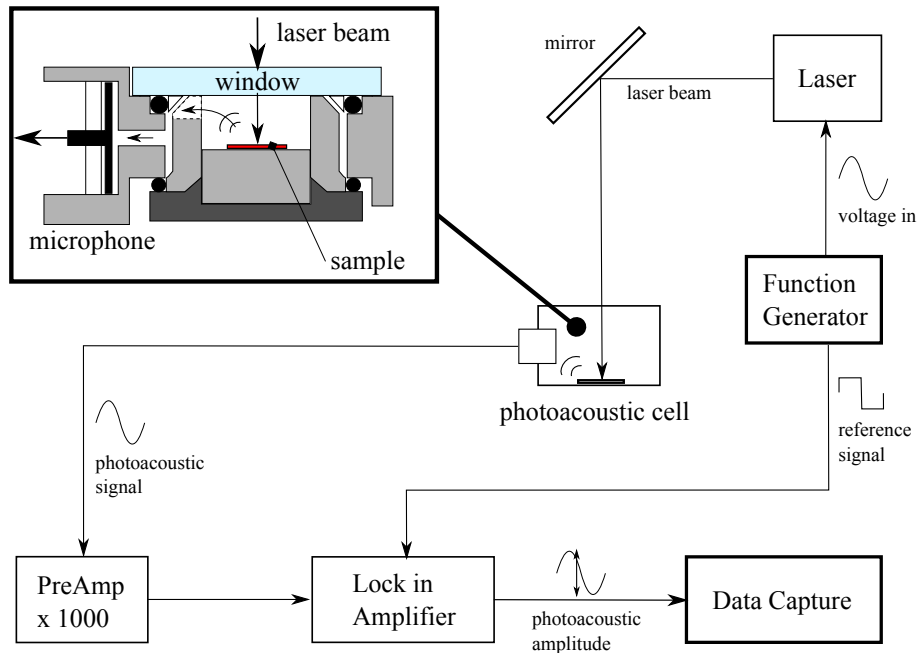 laser beam
window
microphone
sample
mirror
laser beam
Laser
voltage in
Function
Generator
reference
signal
photoacoustic cell
photoacoustic
signal
PreAmp
x 1000
Lock in
Amplifier
photoacoustic
amplitude
Data Capture